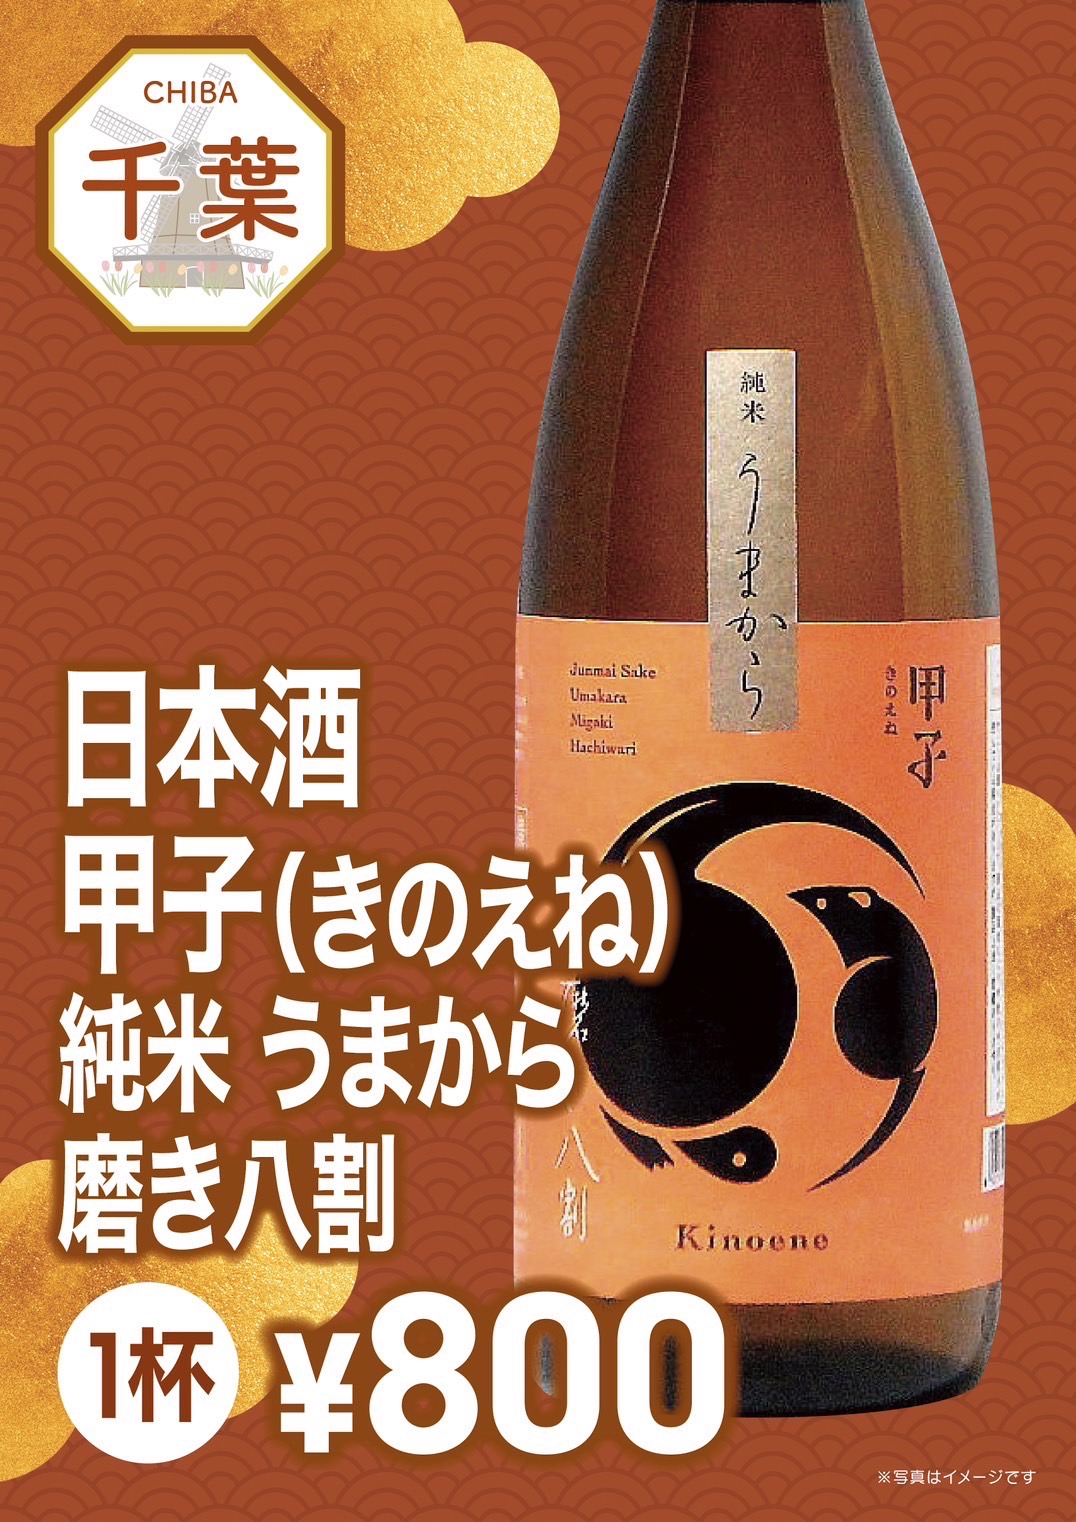 CHIBA
千葉
純米 うまから
Junmai Sake
Umakara
Migaki
Hachiwari
甲子
きのえね
日本酒
甲子(きのえね)
純米 うまから
磨き八割
八割
Kinoene
1杯 ¥800
※写真はイメージです